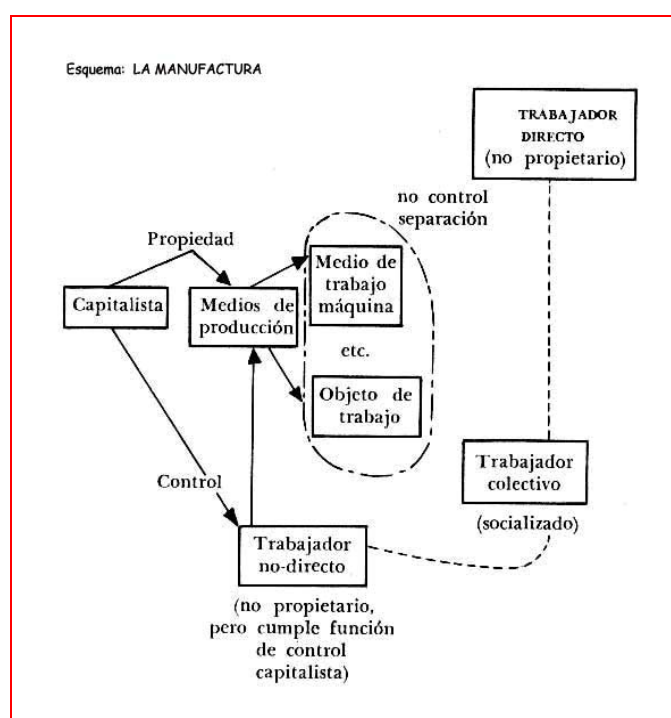 Esquema: LA MANUFACTURA
TRABAJADOR
DIRECTO
(no propietario)
no control
separación
Propiedad
Medio de
trabajo
máquina
Capitalista
Medios de
producción
etc.
Objeto de
trabajo
Control
Trabajador
colectivo
(socializado)
Trabajador
no-directo
(no propietario,
pero cumple función
de control
capitalista)